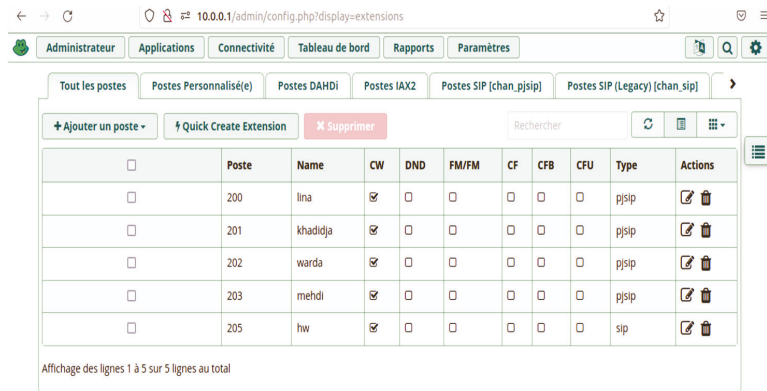 10.0.0.1/admin/config.php?display=extensions
Administrateur Applications Connectivité Tableau de bord Rapports Paramètres
Tout les postes Postes Personnalisé(e) Postes DAHDi Postes IAX2 Postes SIP [chan_pjsip] Postes SIP (Legacy) [chan_sip]
+ Ajouter un poste Quick Create Extension × Supprimer Rechercher
Poste Name CW DND FM/FM CF CFB CFU Type Actions
200 lina pjsip
201 khadidja pjsip
202 warda pjsip
203 mehdi pjsip
205 hw sip
Affichage des lignes 1 à 5 sur 5 lignes au total